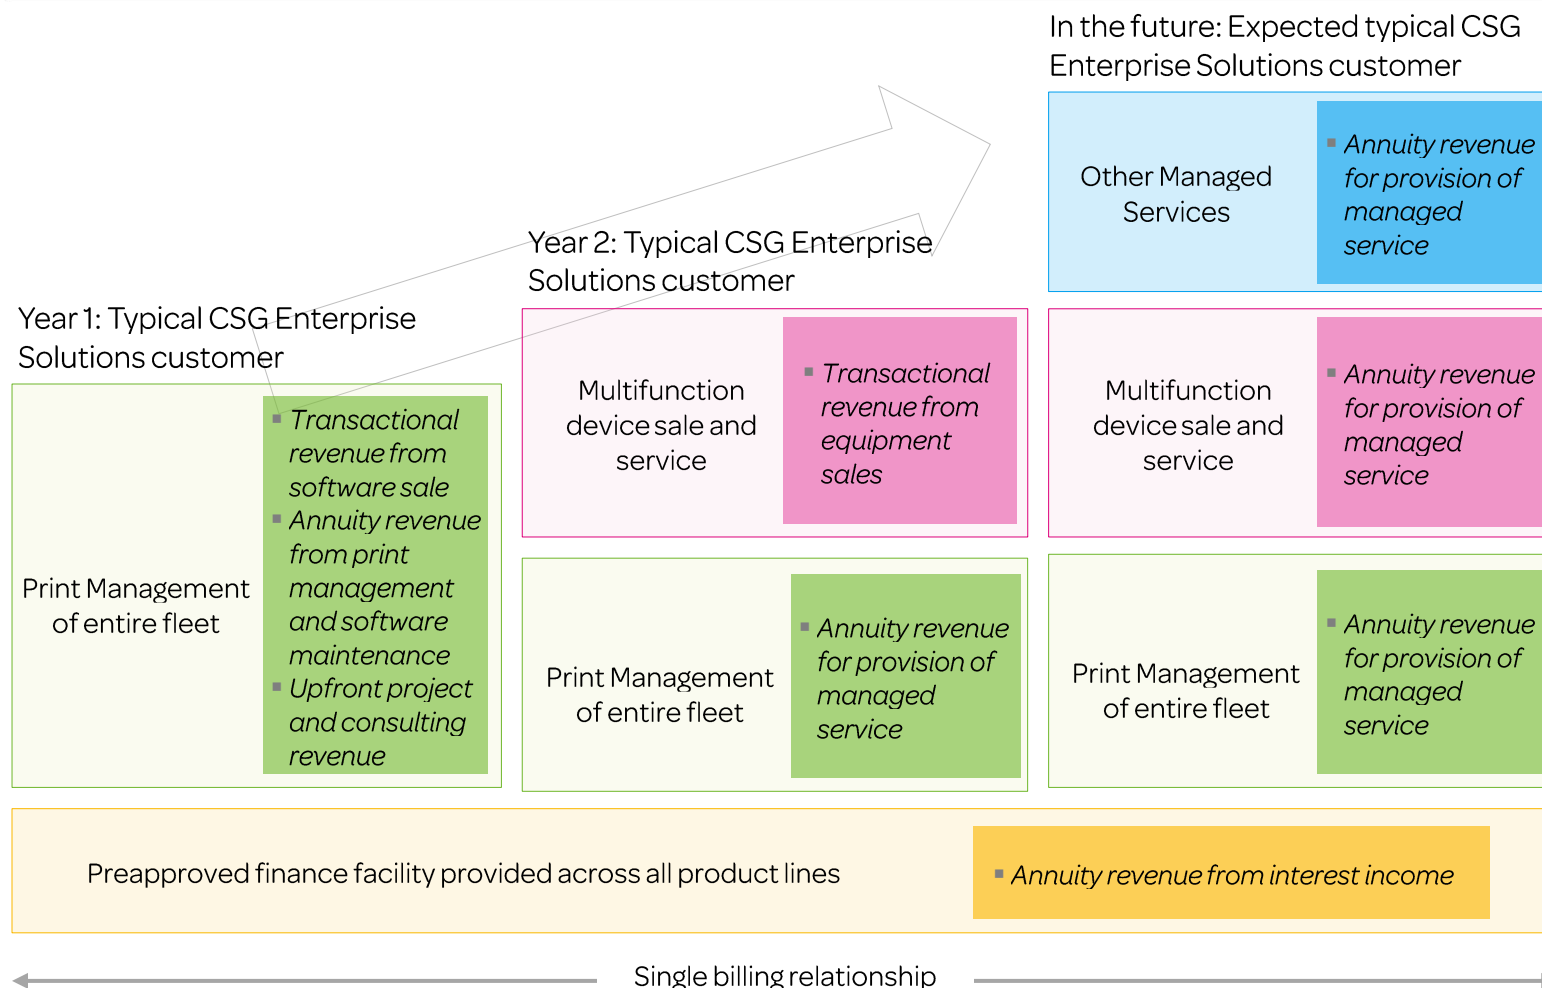 In the future: Expected typical CSG
Enterprise Solutions customer
Other Managed
Services
▪ Annuity revenue
for provision of
managed
service
Year 2: Typical CSG Enterprise
Solutions customer
Year 1: Typical CSG Enterprise
Solutions customer
Print Management
of entire fleet
▪ Transactional
revenue from
software sale
▪ Annuity revenue
from print
management
and software
maintenance
▪ Upfront project
and consulting
revenue
Multifunction
device sale and
service
▪ Transactional
revenue from
equipment
sales
Print Management
of entire fleet
▪ Annuity revenue
for provision of
managed
service
Multifunction
device sale and
service
▪ Annuity revenue
for provision of
managed
service
Print Management
of entire fleet
▪ Annuity revenue
for provision of
managed
service
Preapproved finance facility provided across all product lines
▪ Annuity revenue from interest income
Single billing relationship